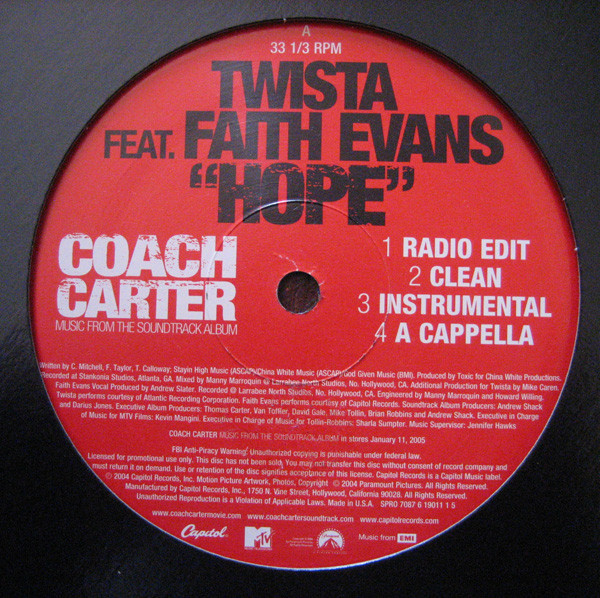 A
33 1/3 RPM
TWISTA
FEAT. FAITH EVANS
"HOPE"
COACH
CARTER
MUSIC FROM THE SOUNDTRACK ALBUM
1 RADIO EDIT
2 CLEAN
3 INSTRUMENTAL
4 A CAPPELLA
Written by C. Mitchell, F. Taylor, T. Calloway; Stayin High Music (ASCAP)/China White Music (ASCAP)/God Given Music (BMI). Produced by Toxic for China White Productions.
Recorded at Stankonia Studios, Atlanta, GA. Mixed by Manny Marroquin @ Larrabee North Studios, No. Hollywood, CA. Additional Production for Twista by Mike Caren.
Faith Evans Vocal Produced by Andrew Slater. Recorded @ Larrabee North Studios, No. Hollywood, CA, Engineered by Manny Marroquin and Howard Willing.
Twista performs courtesy of Atlantic Recording Corporation. Faith Evans performs courtesy of Capitol Records. Soundtrack Album Producers: Andrew Shack
and Darius Jones. Executive Album Producers: Thomas Carter, Van Toffler, David Gale, Mike Tollin, Brian Robbins and Andrew Shack. Executive in Charge
of Music for MTV Films: Kevin Mangini. Executive in Charge of Music for Tollin-Robbins: Sharla Sumpter. Music Supervisor: Jennifer Hawks
COACH CARTER MUSIC FROM THE SOUNDTRACK ALBUM in stores January 11, 2005
FBI Anti-Piracy Warning: Unauthorized copying is punishable under federal law.
Licensed for promotional use only. This disc has not been sold. You may not transfer this disc without consent of record company and
must return it on demand. Use or retention of the disc signifies acceptance of this license. Capitol Records is a Capitol Music label.
© 2004 Capitol Records, Inc. Motion Picture Artwork, Photos, Copyright © 2004 Paramount Pictures. All Rights Reserved.
Manufactured by Capitol Records, Inc., 1750 N. Vine Street, Hollywood, California 90028. All Rights Reserved.
Unauthorized Reproduction is a Violation of Applicable Laws. Made in U.S.A. SPRO 7087 6 19011 1 5
www.coachcartermovie.com www.coachcartersoundtrack.com www.capitolrecords.com
Capitol
MTV
Music from EMI